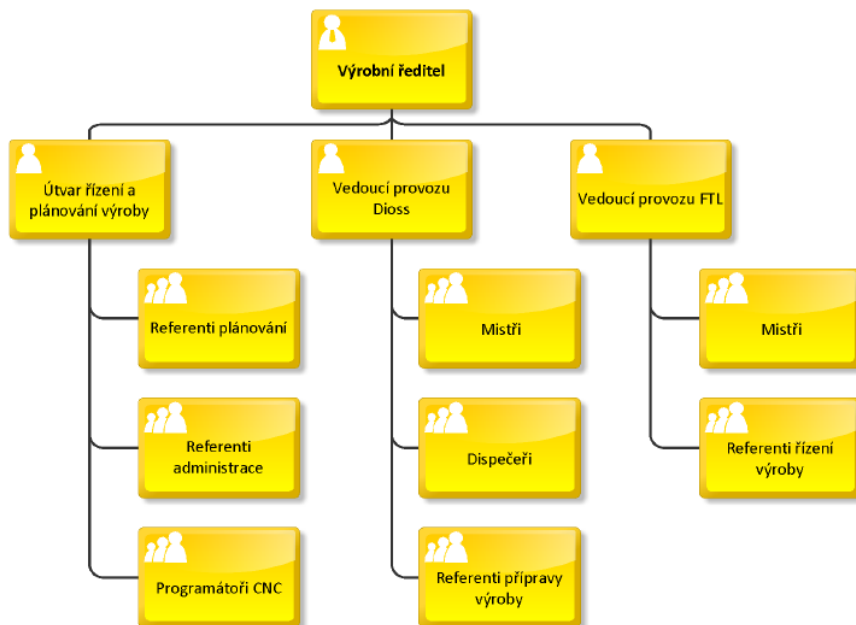 Výrobní ředitel
Útvar řízení a
plánování výroby
Vedoucí provozu
Dioss
Vedoucí provozu FTL
Referenti plánování
Mistři
Mistři
Referenti
administrace
Dispečeři
Referenti řízení
výroby
Programátoři CNC
Referenti přípravy
výroby